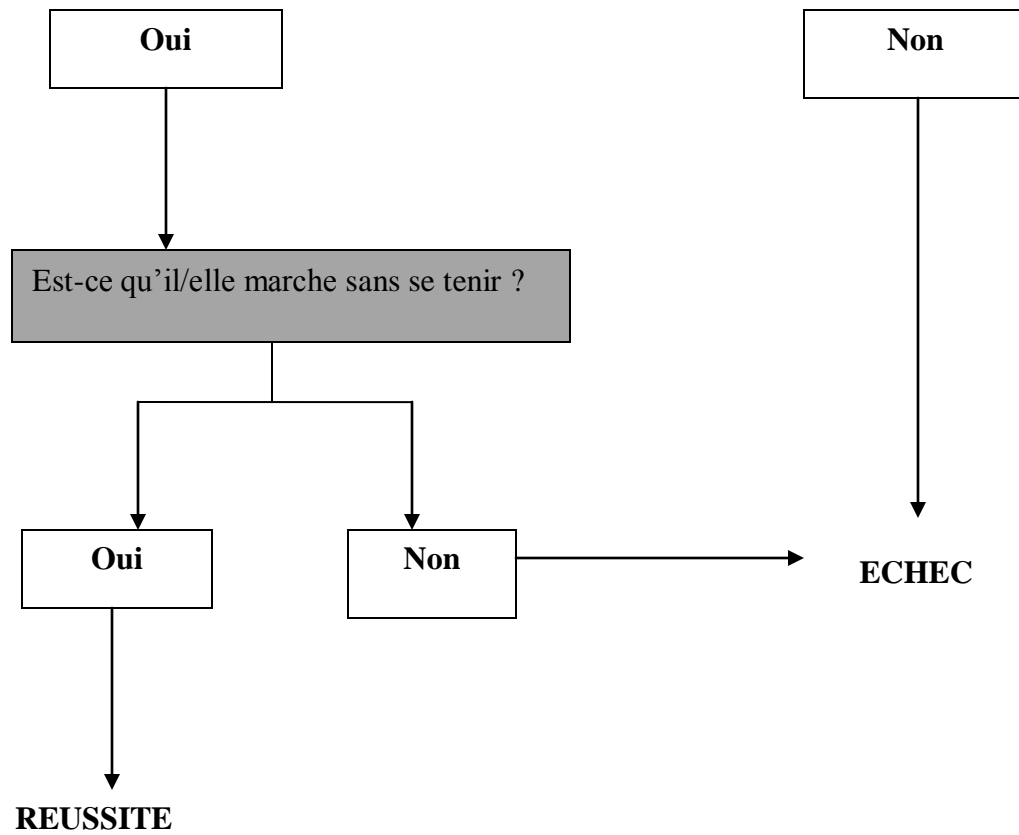 Oui
Non
Est-ce qu’il/elle marche sans se tenir ?
Oui
Non
ECHEC
REUSSITE